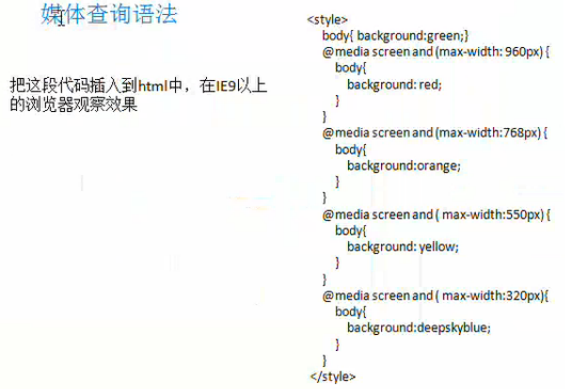 媒体查询语法
把这段代码插入到html中，在IE9以上
的浏览器观察效果
<style>
body{ background:green;}
@media screen and (max-width: 960px) {
body{
background: red;
}
}
@media screen and (max-width:768px) {
body{
background:orange;
}
}
@media screen and ( max-width:550px) {
body{
background: yellow;
}
}
@media screen and ( max-width:320px){
body{
background:deepskyblue;
}
}
</style>